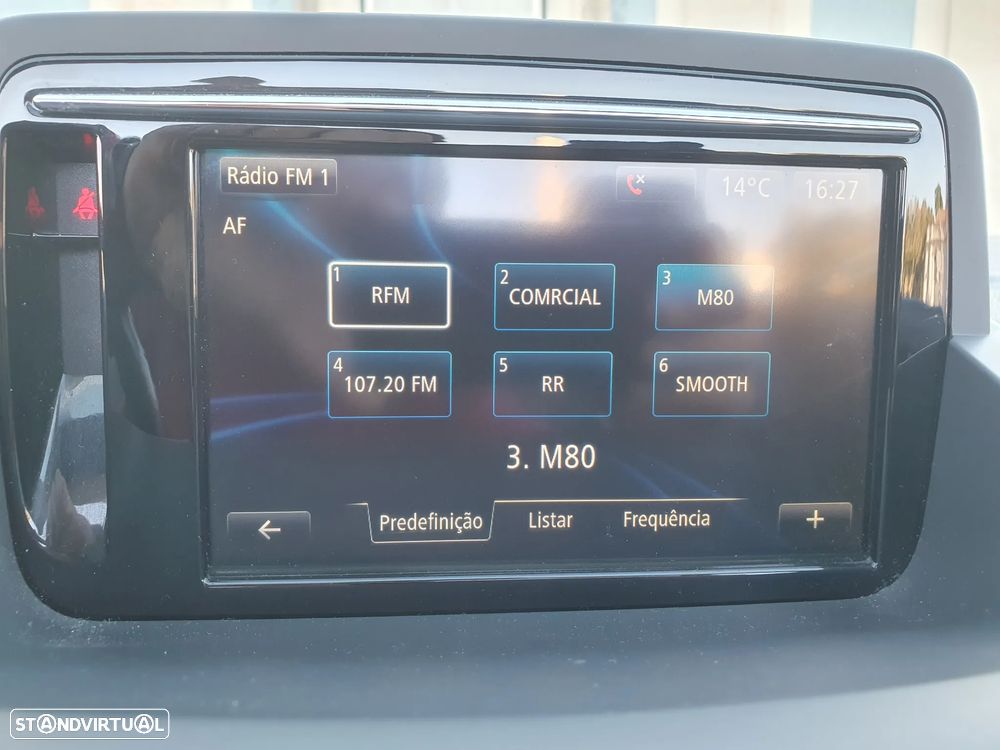 Rádio FM 1
14°C
16:27
AF
1
RFM
2
COMRCIAL
3
M80
4
107.20 FM
5
RR
6
SMOOTH
3. M80
Predefinição
Listar
Frequência
+
STANDVIRTUAL